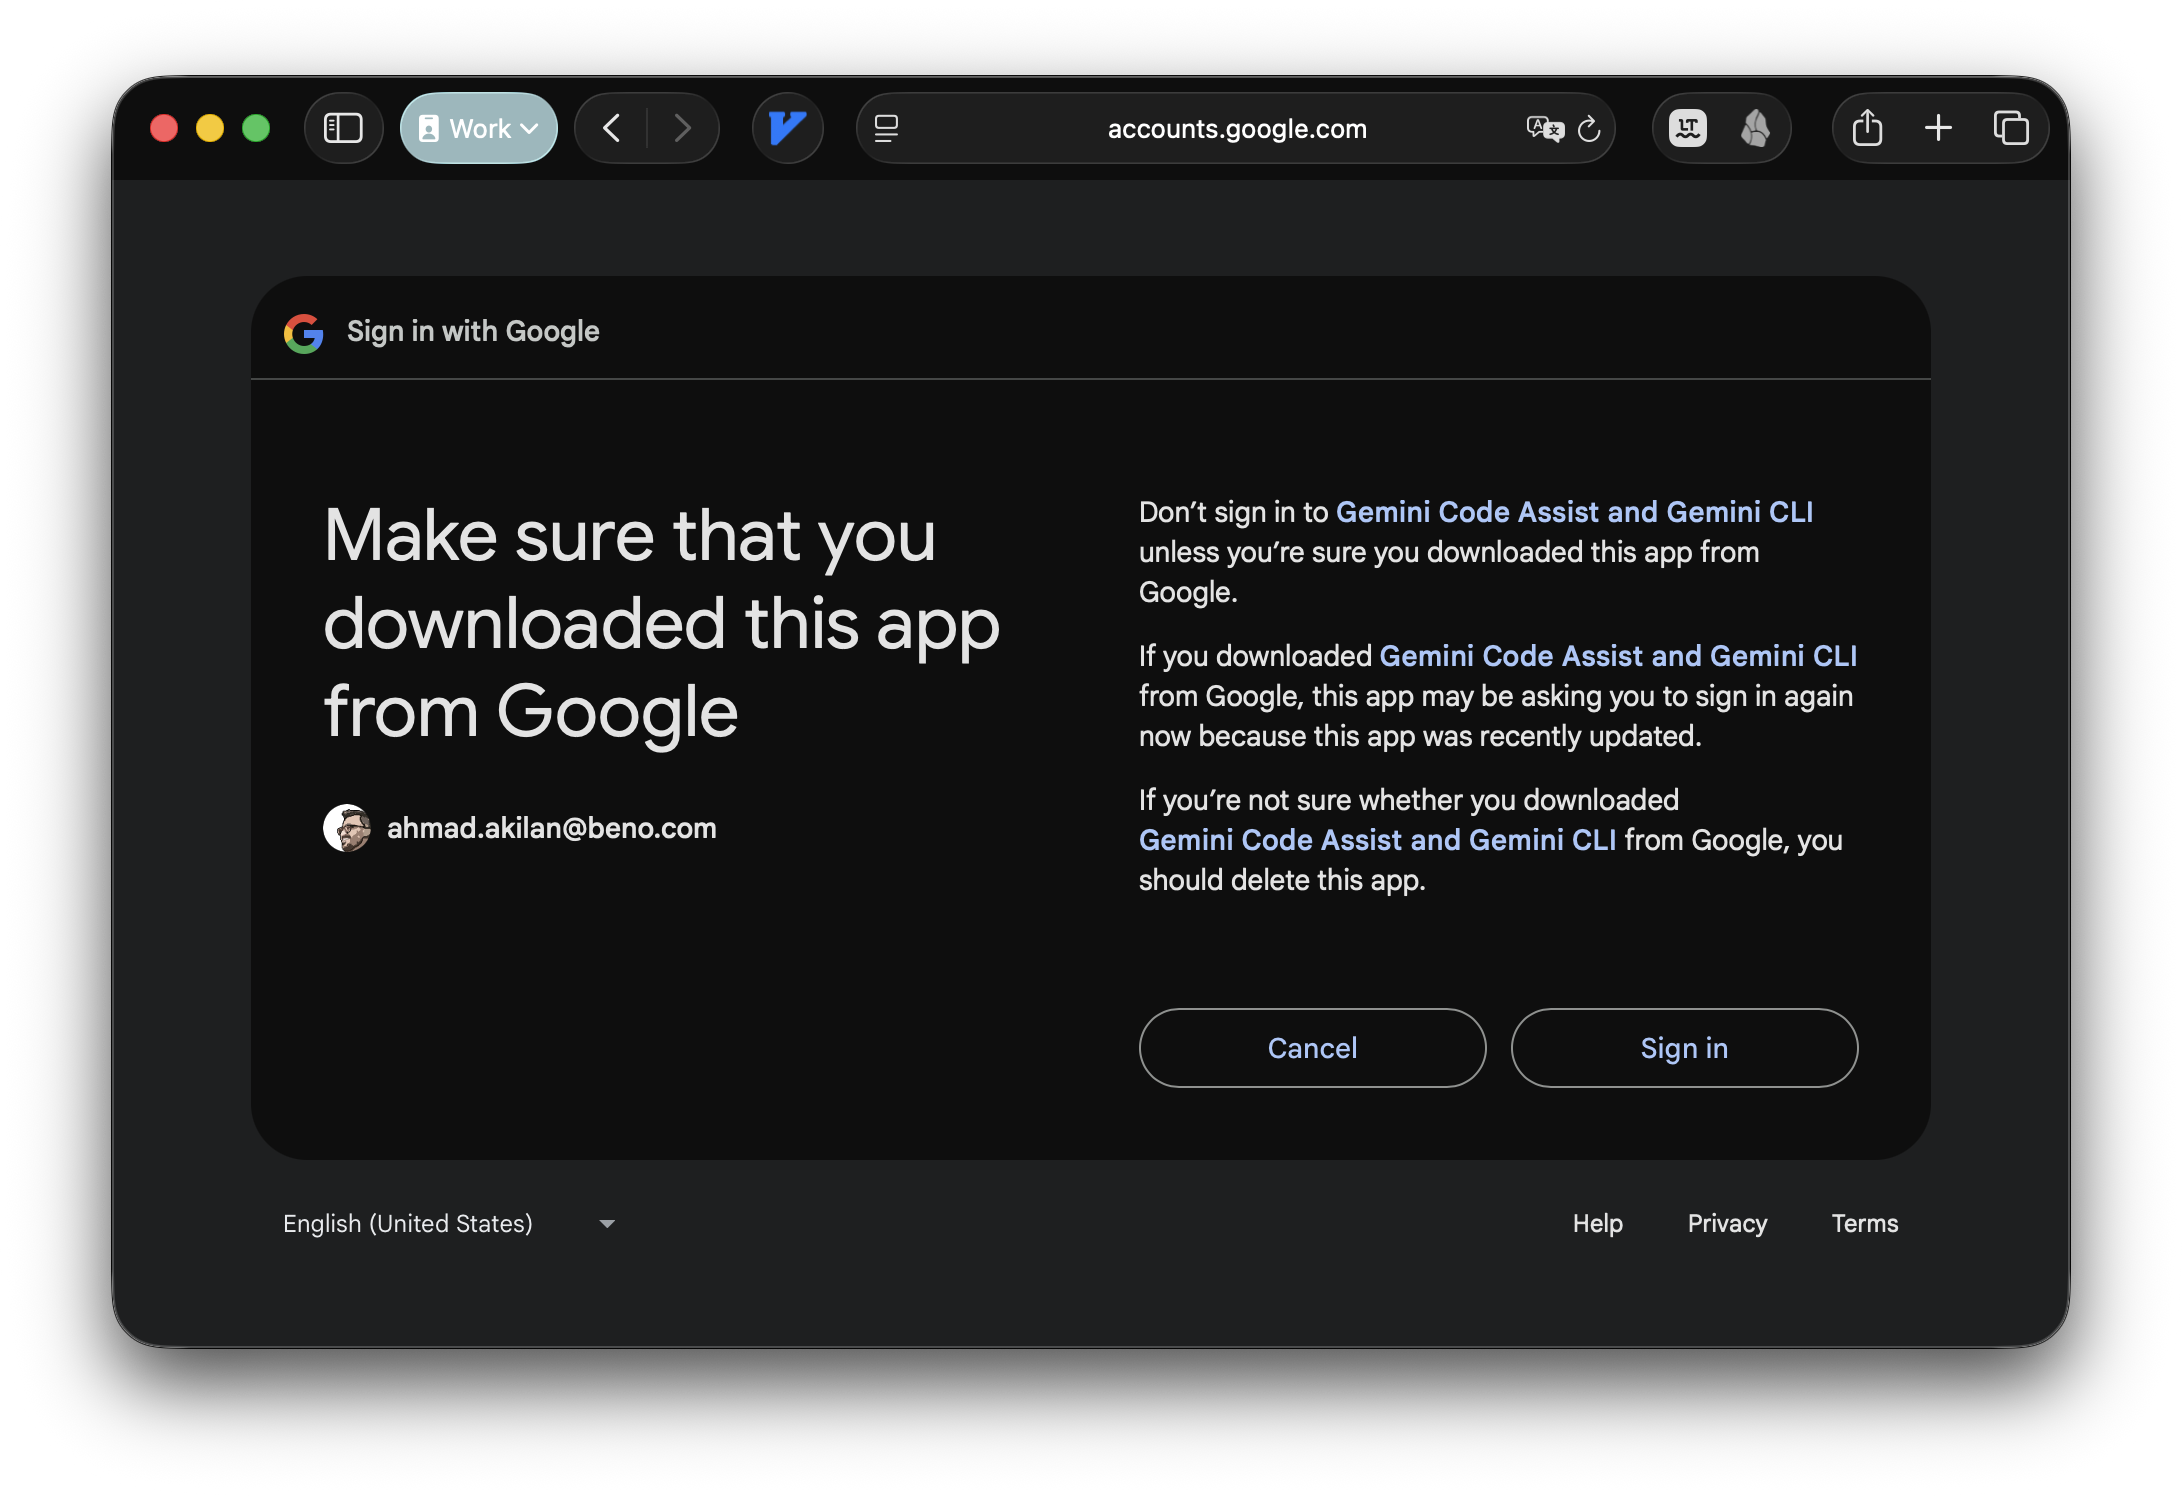 Work
accounts.google.com
LT
Sign in with Google
Make sure that you
downloaded this app
from Google
ahmad.akilan@beno.com
Don’t sign in to Gemini Code Assist and Gemini CLI
unless you’re sure you downloaded this app from
Google.
If you downloaded Gemini Code Assist and Gemini CLI
from Google, this app may be asking you to sign in again
now because this app was recently updated.
If you’re not sure whether you downloaded
Gemini Code Assist and Gemini CLI from Google, you
should delete this app.
Cancel
Sign in
English (United States)
Help
Privacy
Terms